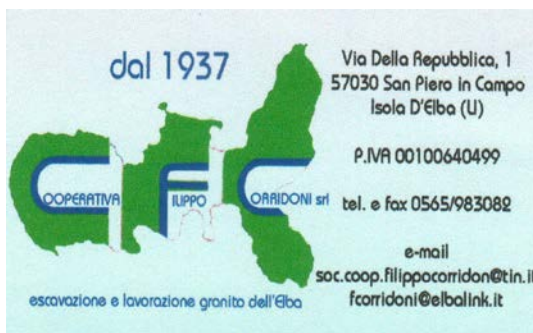 dal 1937
COOPERATIVA FILIPPO CORRIDONI srl
escavazione e lavorazione granito dell'Elba
Via Della Repubblica, 1
57030 San Piero In Campo
Isola D'Elba (LI)
P.IVA 00100640499
tel. e fax 0565/983082
e-mail
soc.coop.filippocorridon@tin.it
fcorridoni@elbalink.it